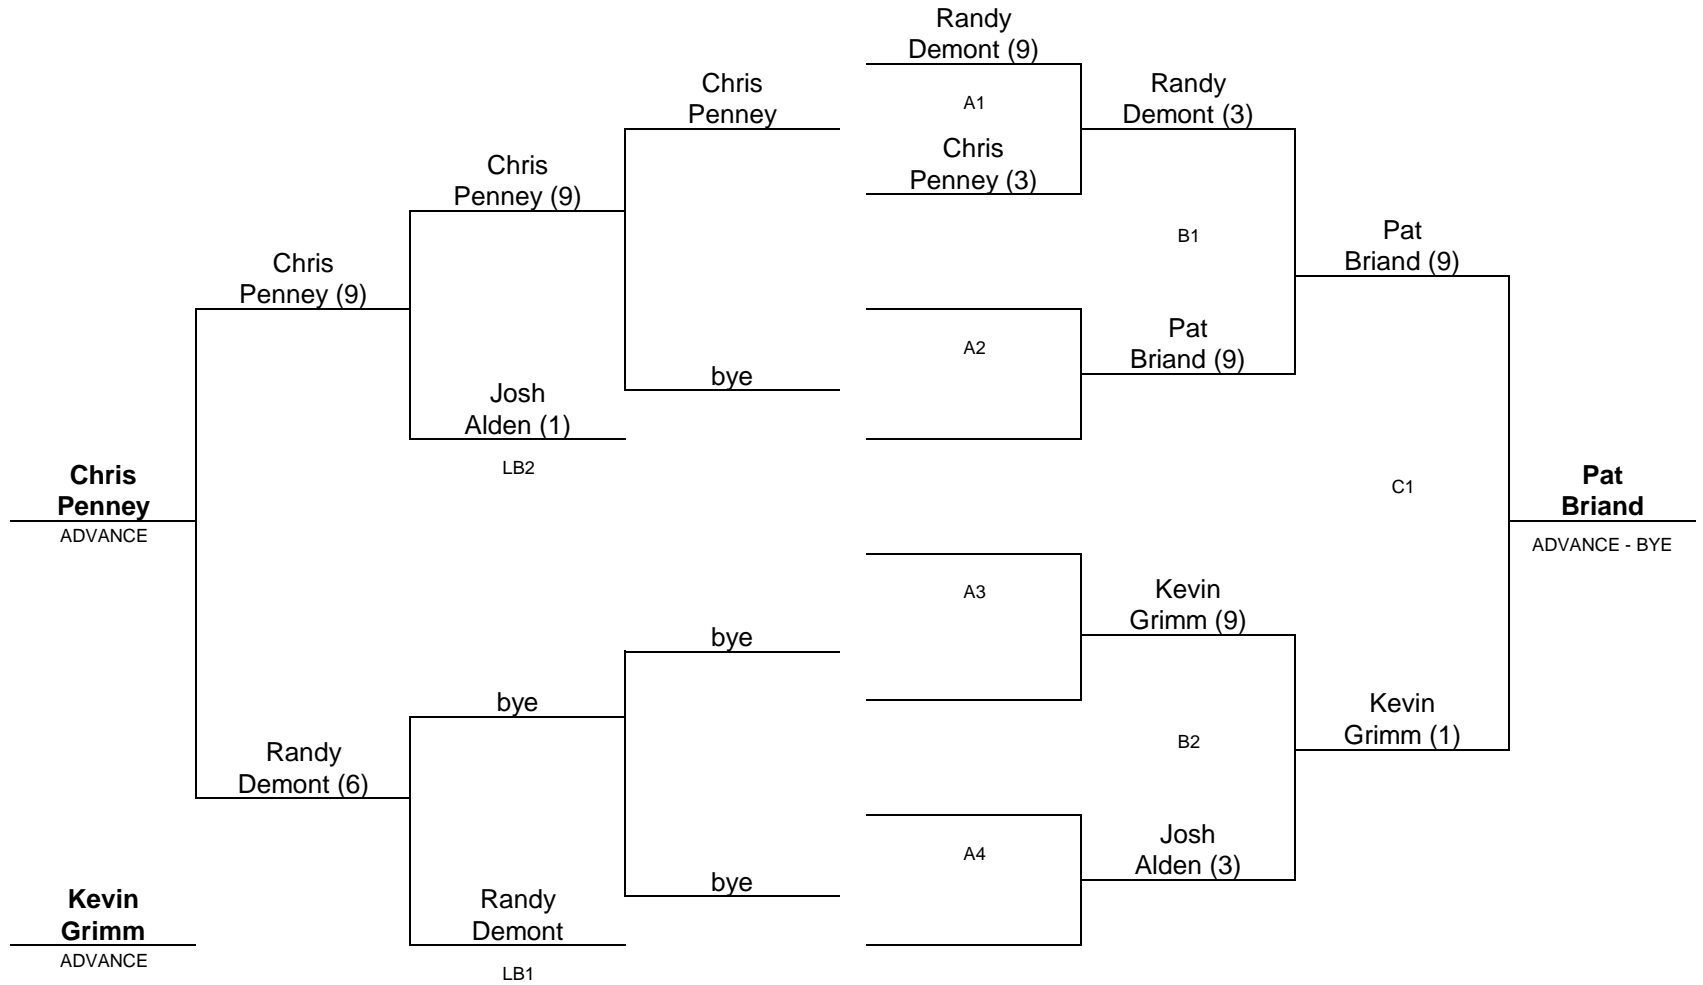 Randy
Demont (9)
Chris
Penney
A1
Randy
Demont (3)
Chris
Penney (3)
Chris
Penney (9)
B1
Pat
Briand (9)
Chris
Penney (9)
A2
Pat
Briand (9)
bye
Josh
Alden (1)
LB2
Chris
Penney
ADVANCE
C1
Pat
Briand
ADVANCE - BYE
A3
Kevin
Grimm (9)
bye
bye
Kevin
Grimm (1)
B2
Randy
Demont (6)
A4
Josh
Alden (3)
bye
Kevin
Grimm
ADVANCE
Randy
Demont
LB1